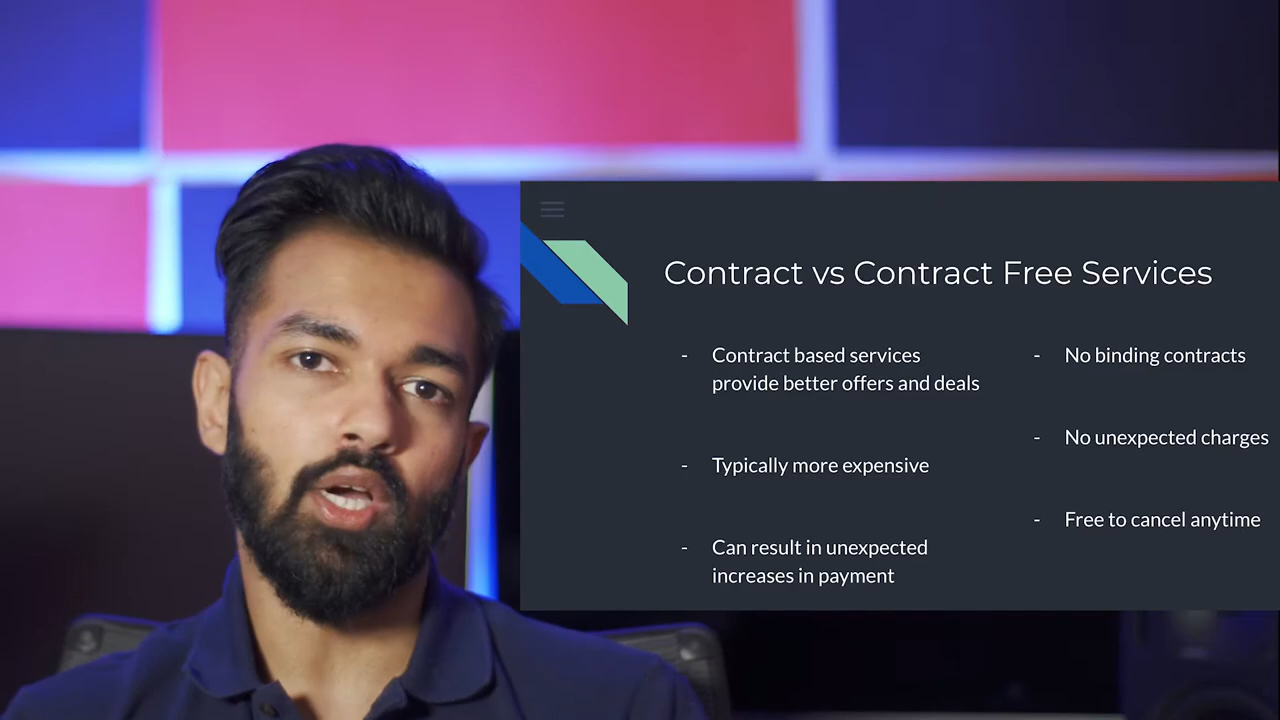 Contract vs Contract Free Services
- Contract based services
provide better offers and deals
- Typically more expensive
- Can result in unexpected
increases in payment
- No binding contracts
- No unexpected charges
- Free to cancel anytime